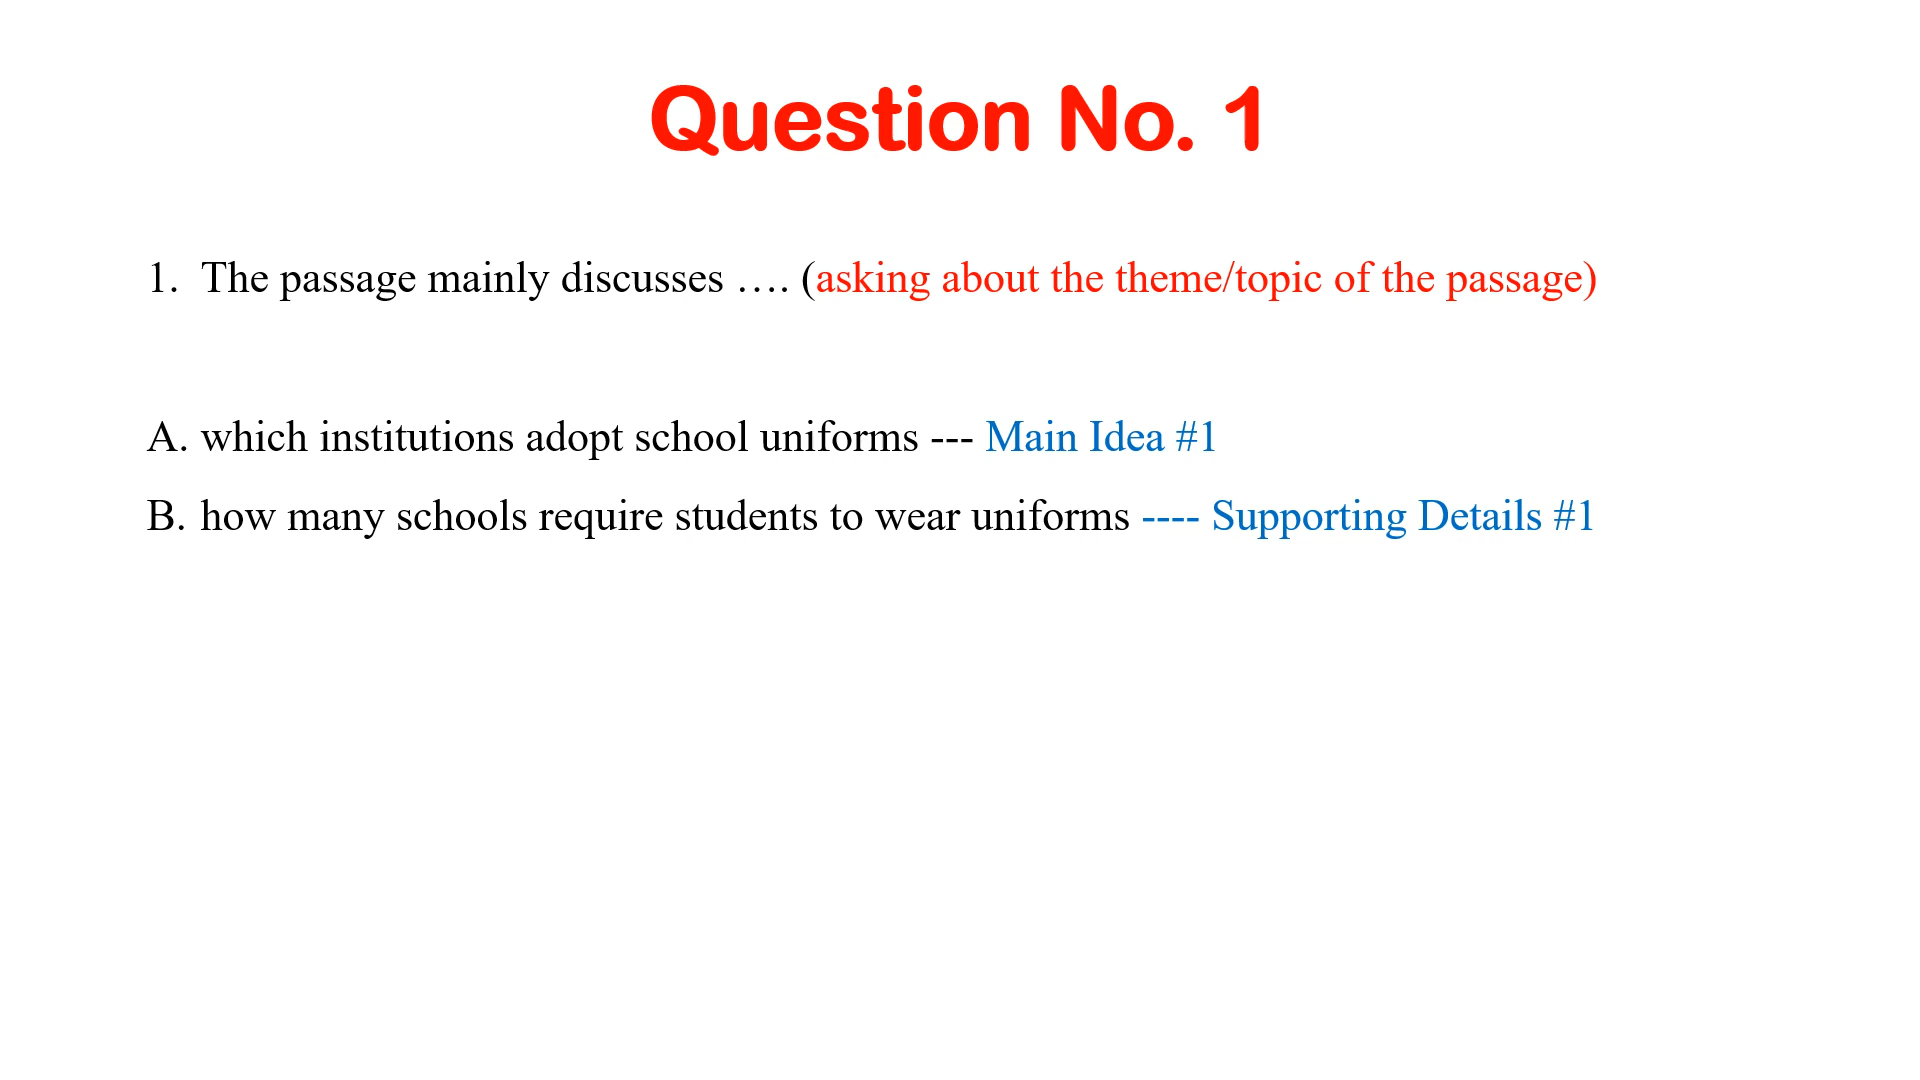 Question No. 1
1. The passage mainly discusses …. (asking about the theme/topic of the passage)
A. which institutions adopt school uniforms --- Main Idea #1
B. how many schools require students to wear uniforms ---- Supporting Details #1